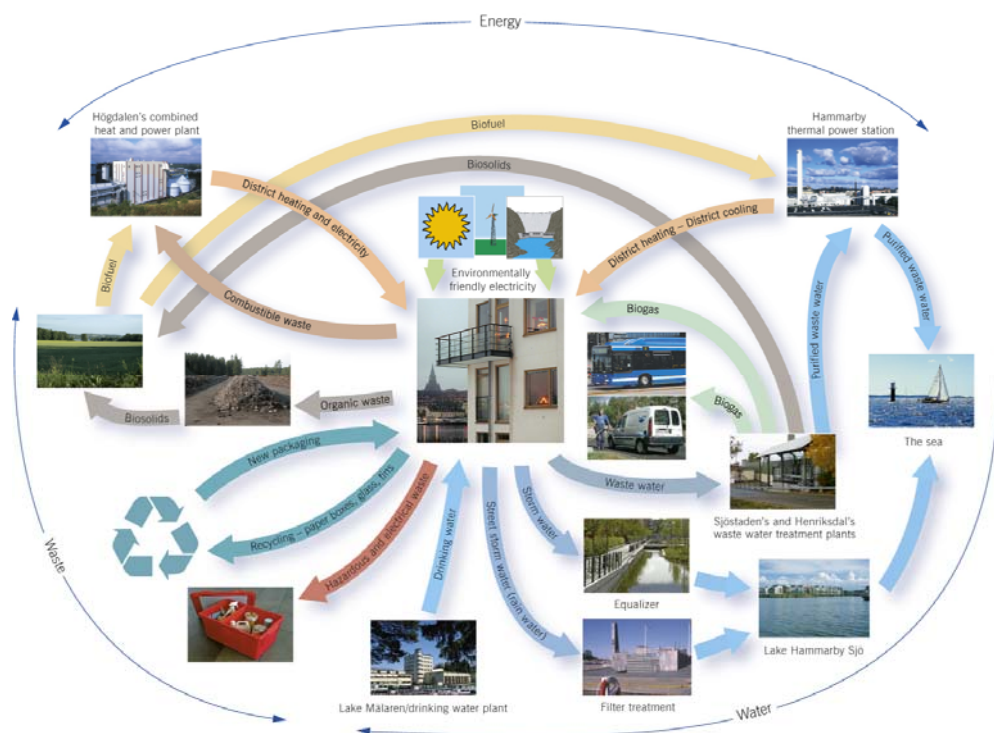 Energy
Högdalen's combined
heat and power plant
Hammarby
thermal power station
Biofuel
Biosolids
District heating and electricity
District heating – District cooling
Environmentally
friendly electricity
Biofuel
Combustible waste
Biogas
Purified waste water
Purified waste water
Biogas
Organic waste
Biosolids
The sea
New packaging
Waste water
Sjöstaden's and Henriksdal's
waste water treatment plants
Recycling – paper boxes, glass, tins
Hazardous and electrical waste
Drinking water
Storm water
Street storm water (rain water)
Waste
Equalizer
Lake Hammarby Sjö
Lake Mälaren/drinking water plant
Filter treatment
Water